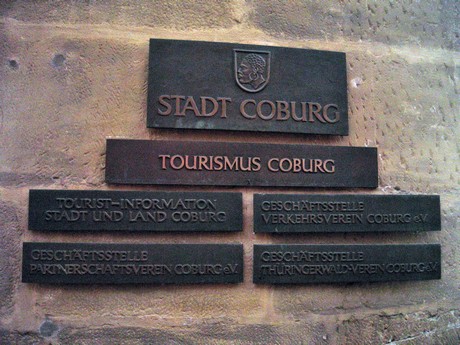 STADT COBURG
TOURISMUS COBURG
TOURIST-INFORMATION
STADT UND LAND COBURG
GESCHÄFTSSTELLE
VERKEHRSVEREIN COBURG e.V.
GESCHÄFTSSTELLE
PARTNERSCHAFTSVEREIN COBURG e.V.
GESCHÄFTSSTELLE
THÜRINGERWALD-VEREIN COBURG e.V.